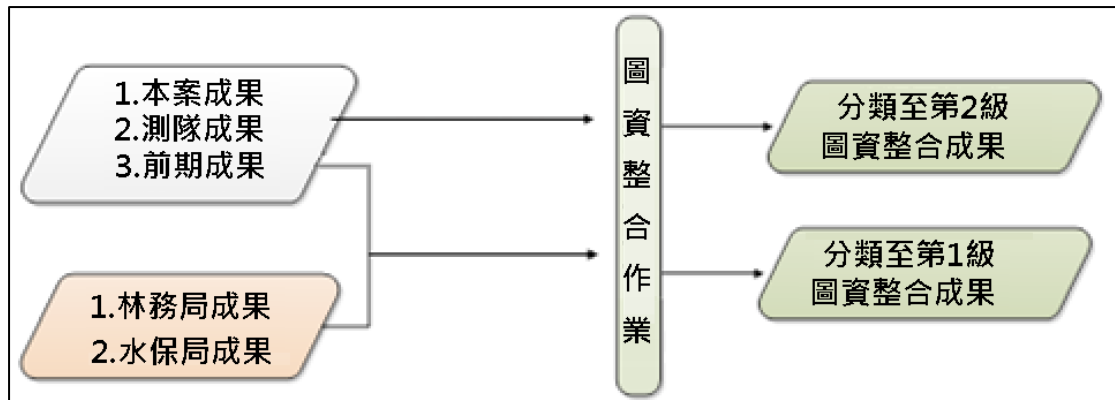 1.本案成果
2.測隊成果
3.前期成果
1.林務局成果
2.水保局成果
圖資整合作業
分類至第2級
圖資整合成果
分類至第1級
圖資整合成果